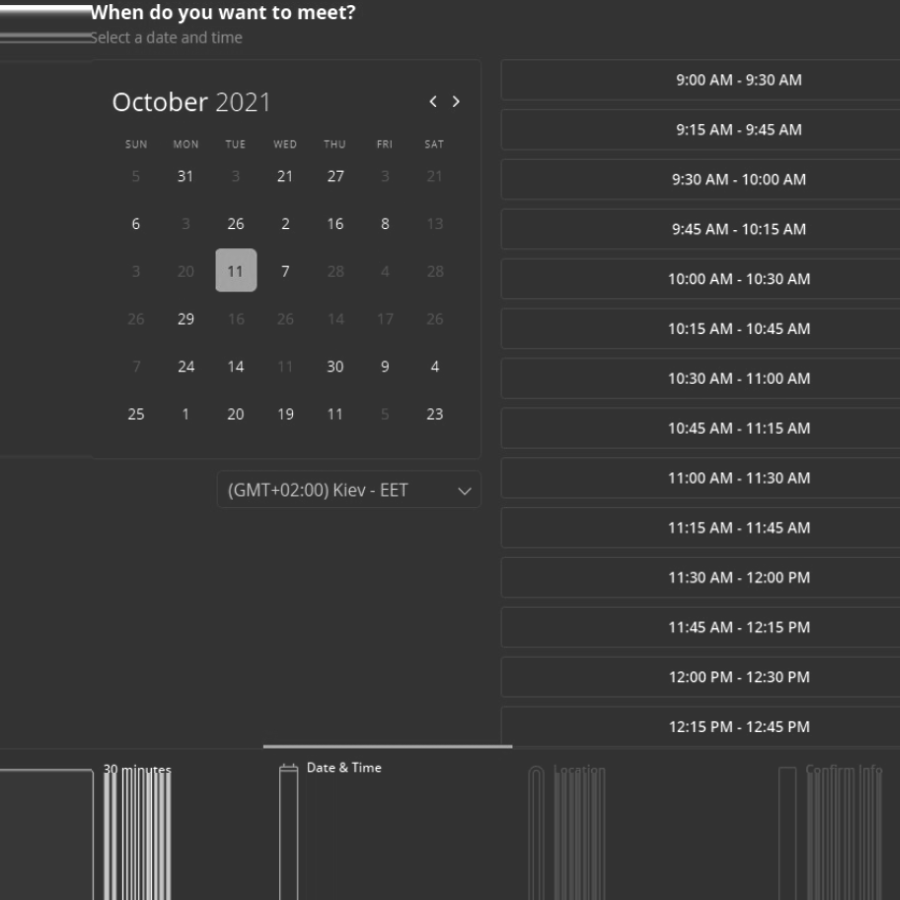 When do you want to meet?
Select a date and time
October 2021
SUN MON TUE WED THU FRI SAT
5 31 3 21 27 3 21
6 3 26 2 16 8 13
3 20 11 7 28 4 28
26 29 16 26 14 17 26
7 24 14 11 30 9 4
25 1 20 19 11 5 23
(GMT+02:00) Kiev - EET
9:00 AM - 9:30 AM
9:15 AM - 9:45 AM
9:30 AM - 10:00 AM
9:45 AM - 10:15 AM
10:00 AM - 10:30 AM
10:15 AM - 10:45 AM
10:30 AM - 11:00 AM
10:45 AM - 11:15 AM
11:00 AM - 11:30 AM
11:15 AM - 11:45 AM
11:30 AM - 12:00 PM
11:45 AM - 12:15 PM
12:00 PM - 12:30 PM
12:15 PM - 12:45 PM
30 minutes
Date & Time
Location
Confirm Info